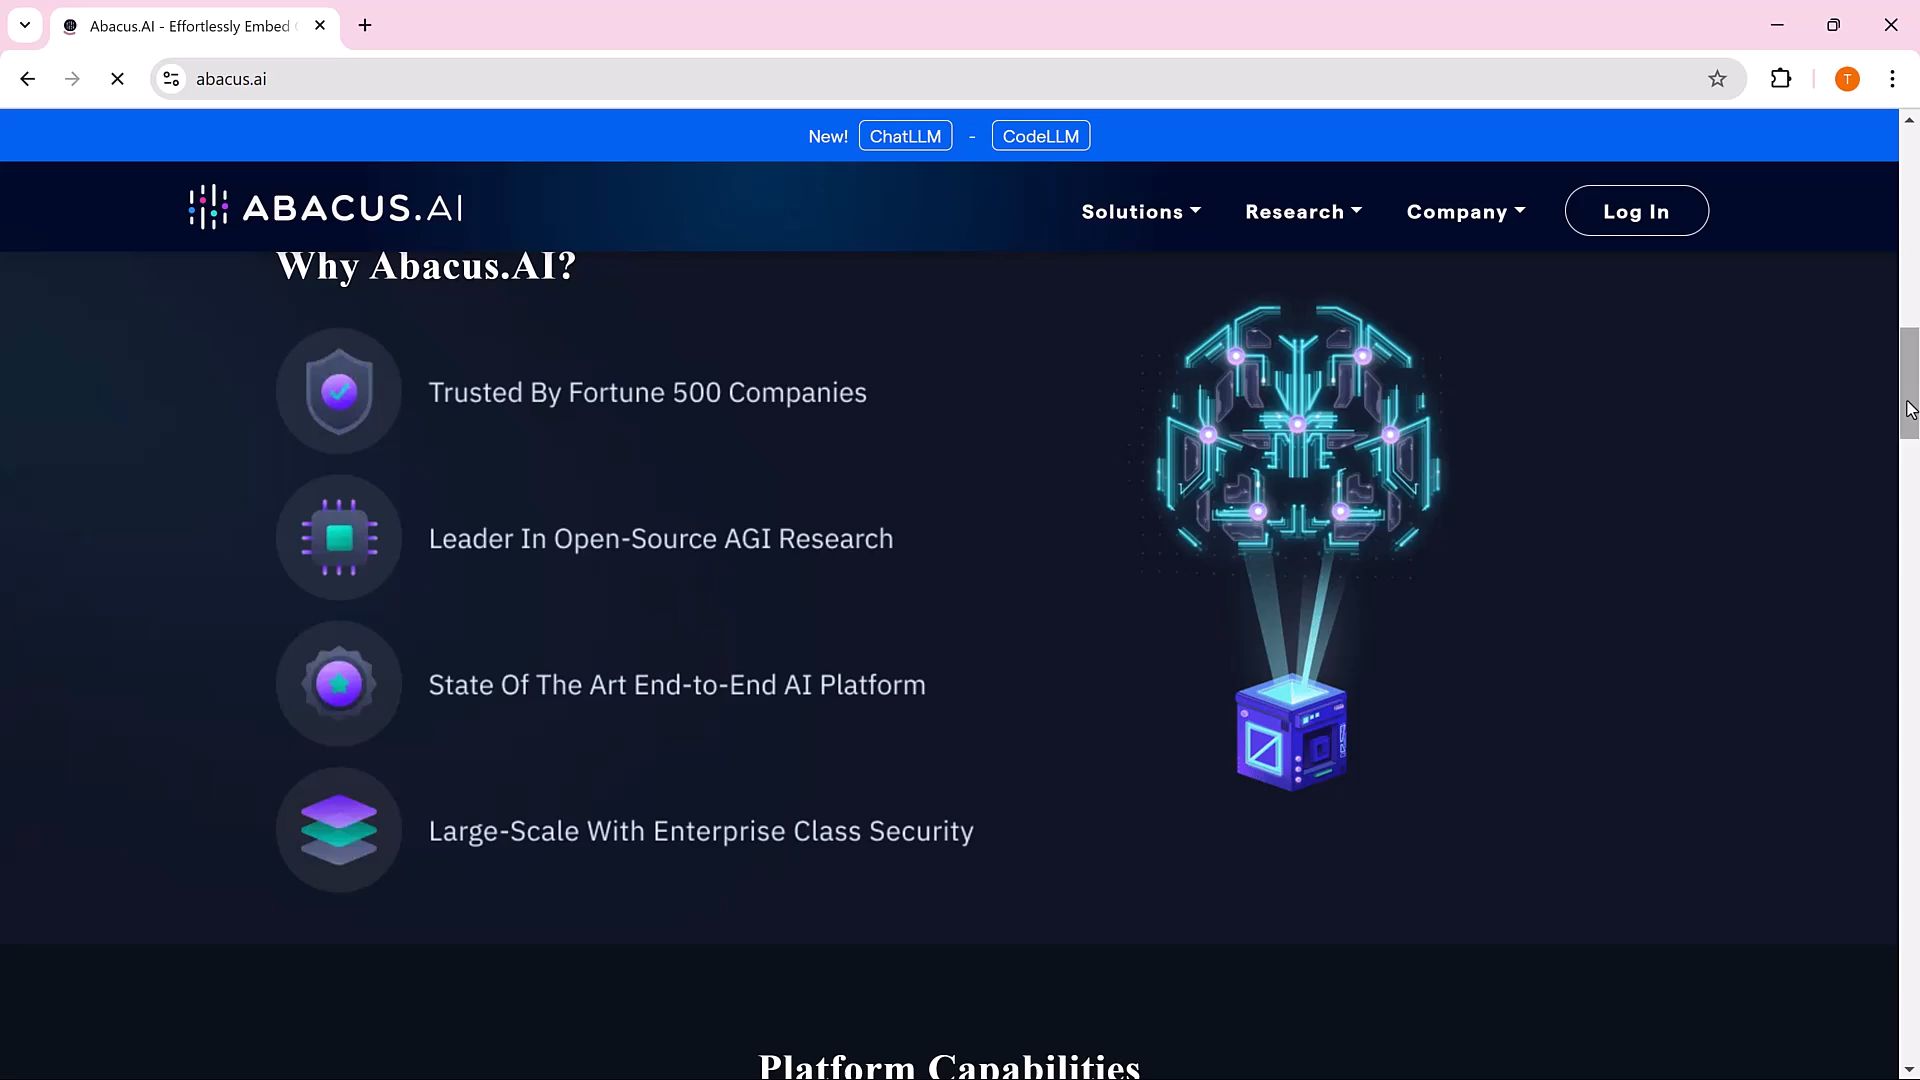 Abacus.AI - Effortlessly Embed
T
abacus.ai
New! ChatLLM - CodeLLM
ABACUS.AI
Solutions Research Company Log In
Why Abacus.AI?
Trusted By Fortune 500 Companies
Leader In Open-Source AGI Research
State Of The Art End-to-End AI Platform
Large-Scale With Enterprise Class Security
Platform Capabilities